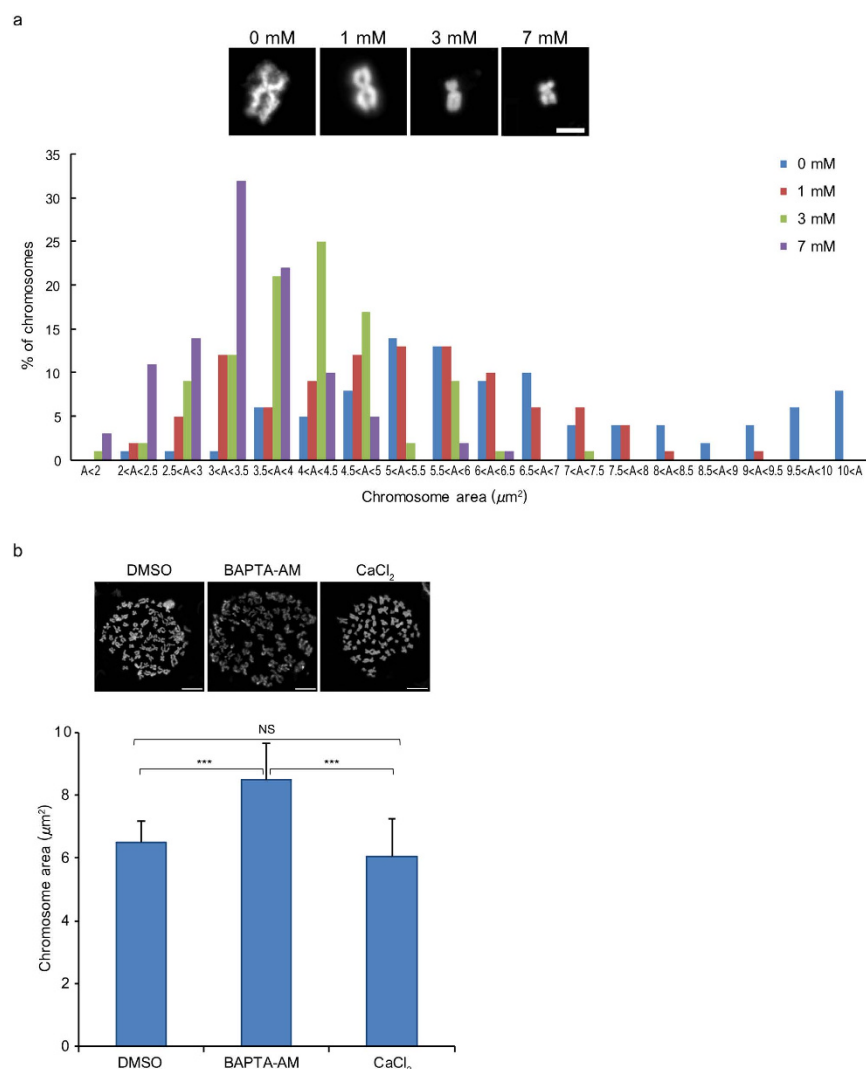 a
0 mM 1 mM 3 mM 7 mM
35
30
25
20
15
10
5
0
% of chromosomes
0 mM
1 mM
3 mM
7 mM
A<2 2<A<2.5 2.5<A<3 3<A<3.5 3.5<A<4 4<A<4.5 4.5<A<5 5<A<5.5 5.5<A<6 6<A<6.5 6.5<A<7 7<A<7.5 7.5<A<8 8<A<8.5 8.5<A<9 9<A<9.5 9.5<A<10 10<A
Chromosome area (μm²)
b
DMSO BAPTA-AM CaCl₂
NS
*** ***
10
8
6
4
2
0
Chromosome area (μm²)
DMSO BAPTA-AM CaCl₂